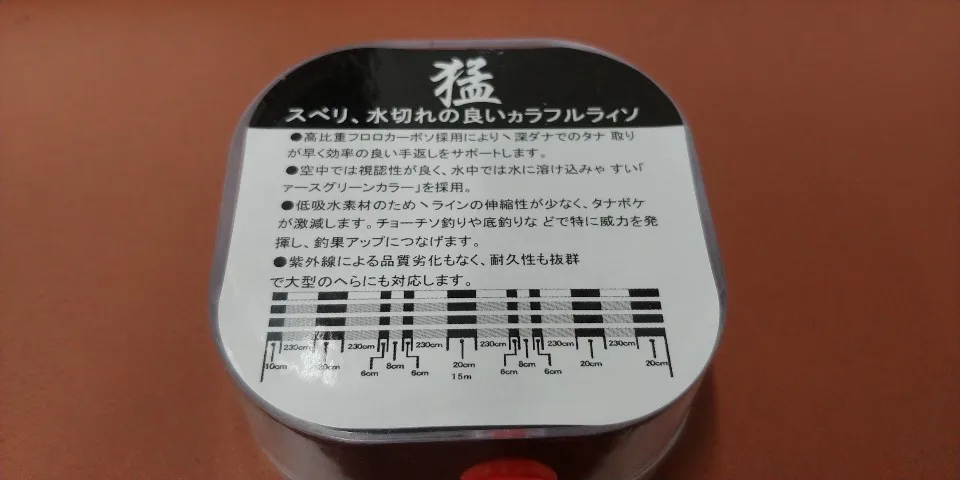 猛
スベリ、水切れの良いカラフルライソ
●高比重フロロカーボソ採用によりヽ深ダナでのタナ 取り
が早く効率の良い手返しをサポートします。
●空中では視認性が良く、水中では水に溶け込みゃ すい「
ァースグリーンカラー」を採用。
●低吸水素材のためヽラインの伸縮性が少なく、タナボケ
が激減します。チョーチソ釣りや底釣りな どで特に威力を発
揮し、釣果アップにつなげます。
●紫外線による品質劣化もなく、耐久性も抜群
で大型のへらにも対応します。
230cm 230cm 230cm 230cm 230cm 230cm
10cm 20cm 6cm 8cm 6cm 20cm 6cm 8cm 6cm 20cm 20cm
15m